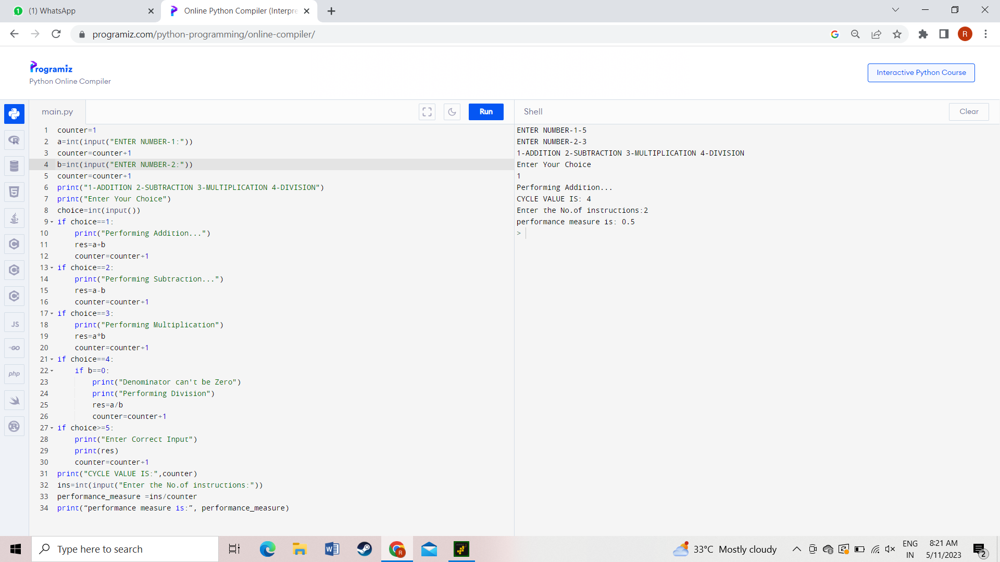 (1) WhatsApp
Online Python Compiler (Interpre
programiz.com/python-programming/online-compiler/
R
Programiz
Python Online Compiler
Interactive Python Course
main.py
Run
Shell
Clear
1 counter=1
2 a=int(input("ENTER NUMBER-1:"))
3 counter=counter+1
4 b=int(input("ENTER NUMBER-2:"))
5 counter=counter+1
6 print("1-ADDITION 2-SUBTRACTION 3-MULTIPLICATION 4-DIVISION")
7 print("Enter Your Choice")
8 choice=int(input())
9 if choice==1:
10     print("Performing Addition...")
11     res=a+b
12     counter=counter+1
13 if choice==2:
14     print("Performing Subtraction...")
15     res=a-b
16     counter=counter+1
17 if choice==3:
18     print("Performing Multiplication")
19     res=a*b
20     counter=counter+1
21 if choice==4:
22     if b==0:
23         print("Denominator can't be Zero")
24         print("Performing Division")
25         res=a/b
26         counter=counter+1
27 if choice>=5:
28     print("Enter Correct Input")
29     print(res)
30     counter=counter+1
31 print("CYCLE VALUE IS:",counter)
32 ins=int(input("Enter the No.of instructions:"))
33 performance_measure =ins/counter
34 print(“performance measure is:”, performance_measure)
ENTER NUMBER-1-5
ENTER NUMBER-2-3
1-ADDITION 2-SUBTRACTION 3-MULTIPLICATION 4-DIVISION
Enter Your Choice
1
Performing Addition...
CYCLE VALUE IS: 4
Enter the No.of instructions:2
performance measure is: 0.5
>
JS
GO
php
Type here to search
33°C Mostly cloudy
ENG
IN
8:21 AM
5/11/2023
2